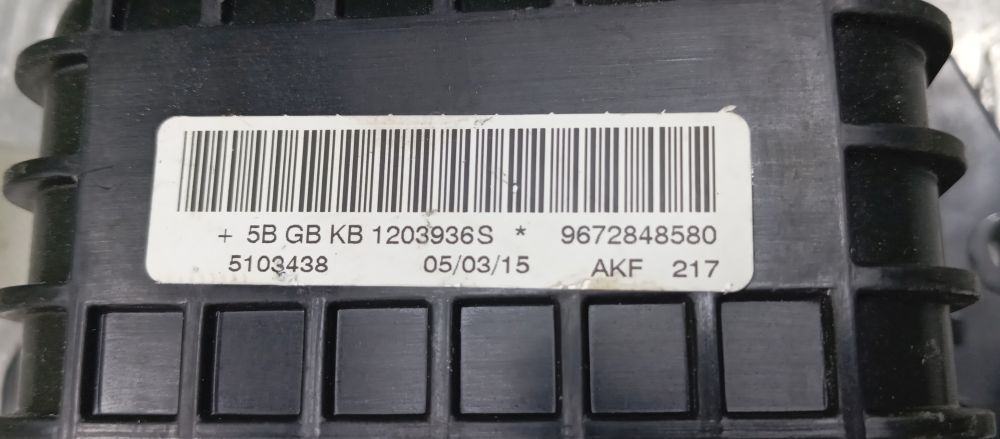 + 5B GB KB 1203936S * 9672848580
5103438 05/03/15 AKF 217